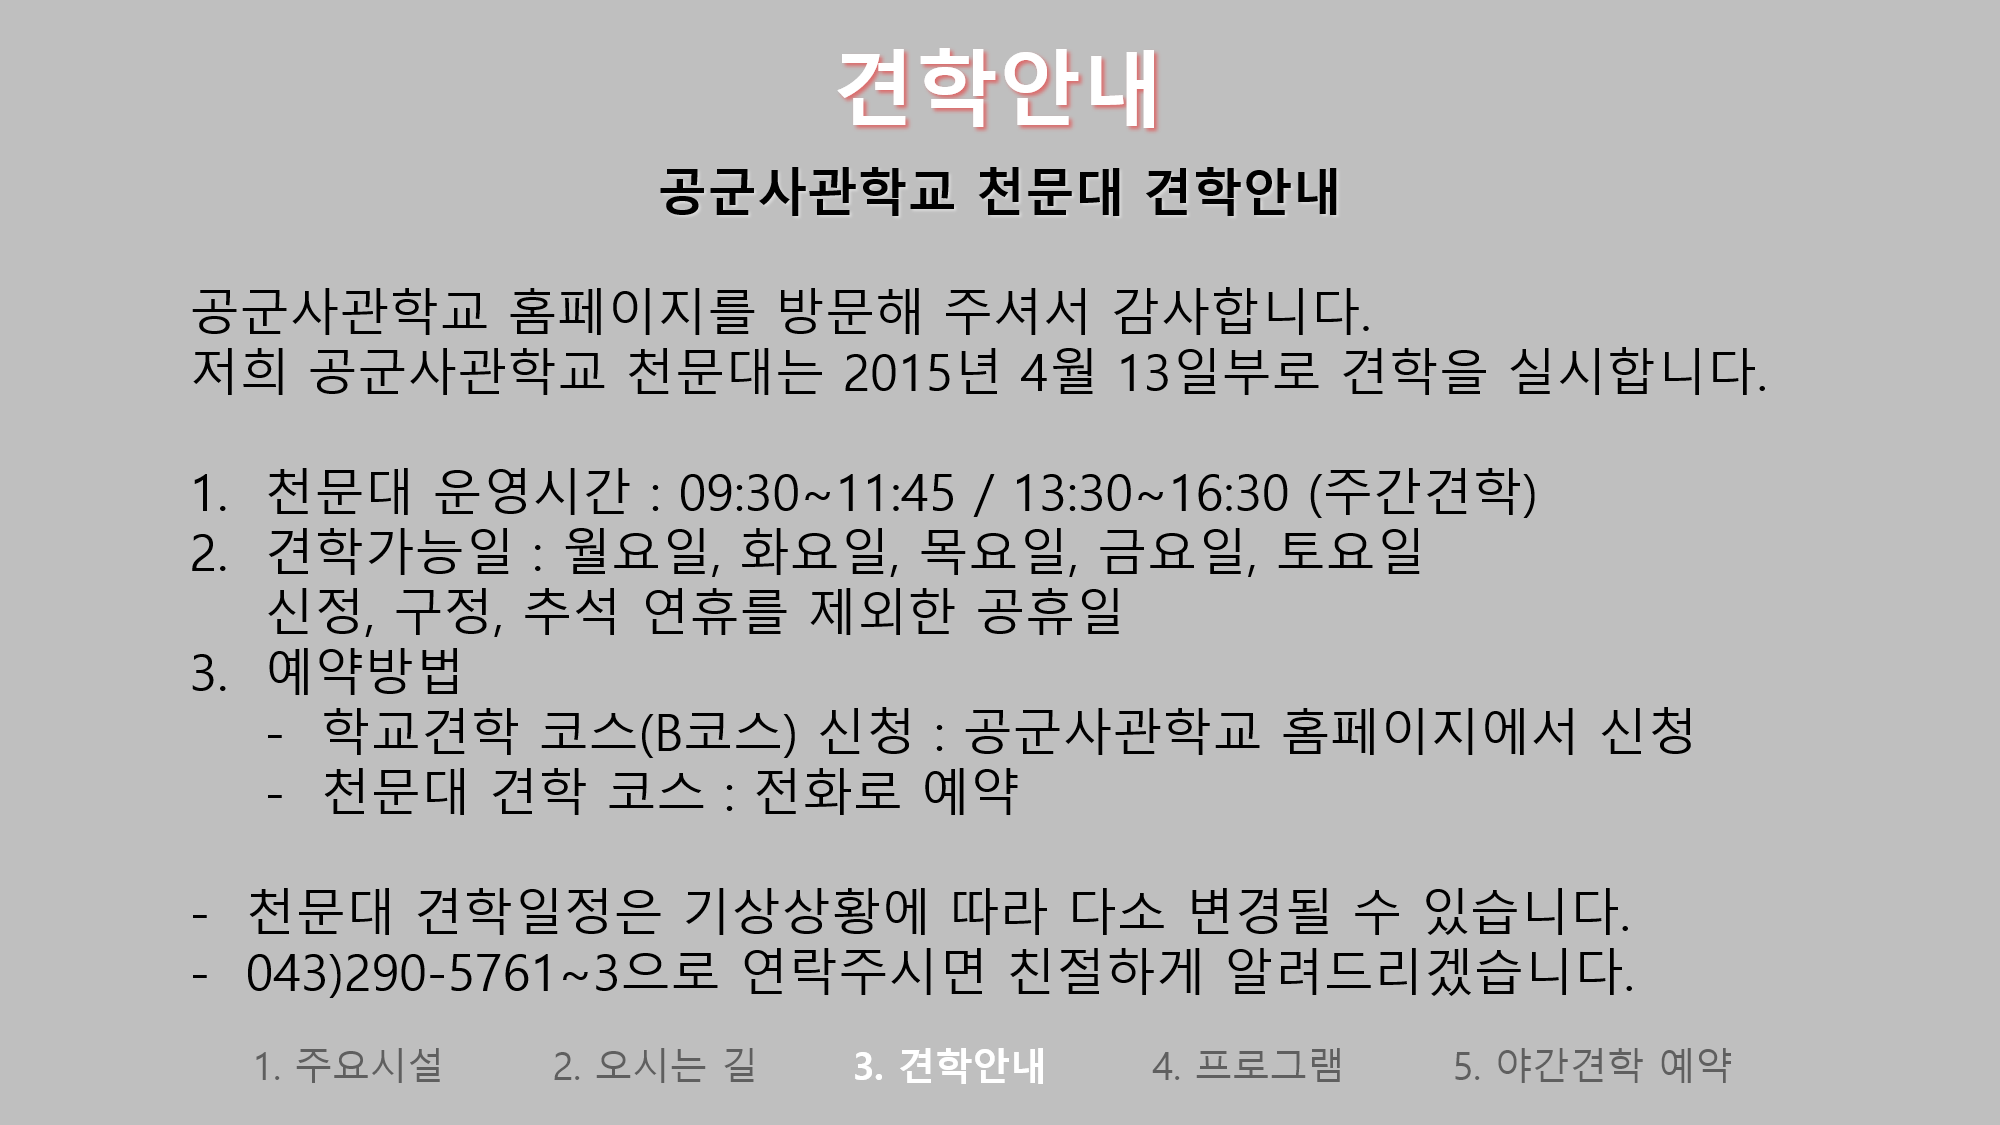 견학안내
공군사관학교 천문대 견학안내
공군사관학교 홈페이지를 방문해 주셔서 감사합니다.
저희 공군사관학교 천문대는 2015년 4월 13일부로 견학을 실시합니다.
1. 천문대 운영시간 : 09:30~11:45 / 13:30~16:30 (주간견학)
2. 견학가능일 : 월요일, 화요일, 목요일, 금요일, 토요일
신정, 구정, 추석 연휴를 제외한 공휴일
3. 예약방법
- 학교견학 코스(B코스) 신청 : 공군사관학교 홈페이지에서 신청
- 천문대 견학 코스 : 전화로 예약
- 천문대 견학일정은 기상상황에 따라 다소 변경될 수 있습니다.
- 043)290-5761~3으로 연락주시면 친절하게 알려드리겠습니다.
1. 주요시설 2. 오시는 길 3. 견학안내 4. 프로그램 5. 야간견학 예약